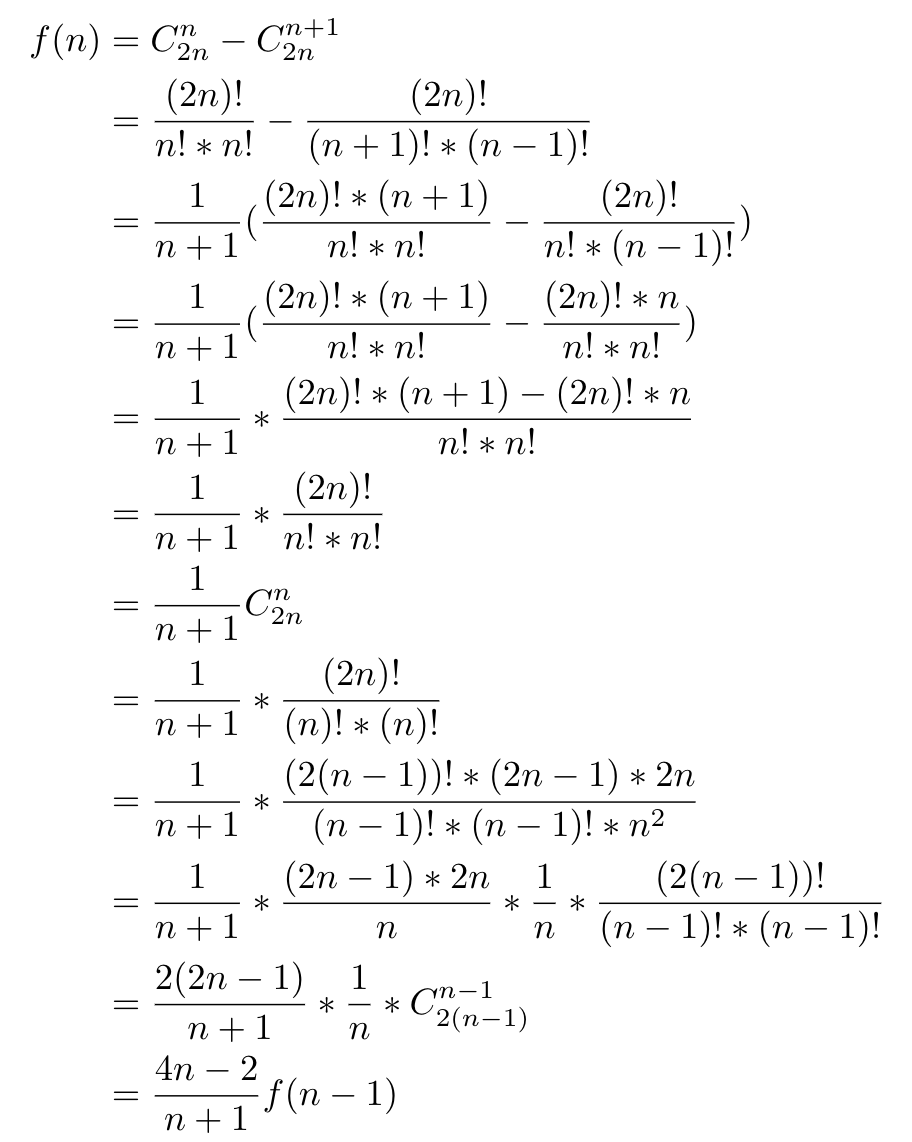 f(n) = C_{2n}^{n} − C_{2n}^{n+1}
= \frac{(2n)!}{n! * n!} − \frac{(2n)!}{(n + 1)! * (n − 1)!}
= \frac{1}{n + 1}(\frac{(2n)! * (n + 1)}{n! * n!} − \frac{(2n)!}{n! * (n − 1)!})
= \frac{1}{n + 1}(\frac{(2n)! * (n + 1)}{n! * n!} − \frac{(2n)! * n}{n! * n!})
= \frac{1}{n + 1} * \frac{(2n)! * (n + 1) − (2n)! * n}{n! * n!}
= \frac{1}{n + 1} * \frac{(2n)!}{n! * n!}
= \frac{1}{n + 1}C_{2n}^{n}
= \frac{1}{n + 1} * \frac{(2n)!}{(n)! * (n)!}
= \frac{1}{n + 1} * \frac{(2(n − 1))! * (2n − 1) * 2n}{(n − 1)! * (n − 1)! * n^{2}}
= \frac{1}{n + 1} * \frac{(2n − 1) * 2n}{n} * \frac{1}{n} * \frac{(2(n − 1))!}{(n − 1)! * (n − 1)!}
= \frac{2(2n − 1)}{n + 1} * \frac{1}{n} * C_{2(n−1)}^{n−1}
= \frac{4n − 2}{n + 1}f(n − 1)